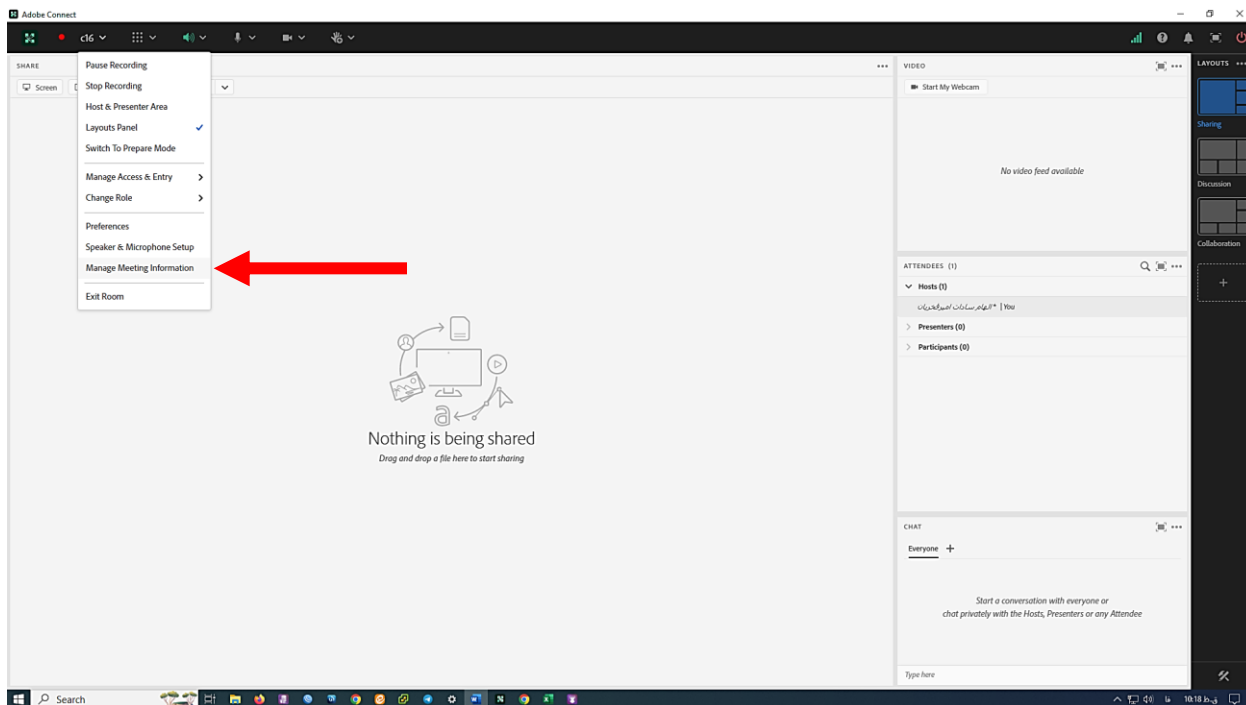 Adobe Connect
c16
SHARE
Screen
Pause Recording
Stop Recording
Host & Presenter Area
Layouts Panel
Switch To Prepare Mode
Manage Access & Entry
Change Role
Preferences
Speaker & Microphone Setup
Manage Meeting Information
Exit Room
Nothing is being shared
Drag and drop a file here to start sharing
VIDEO
Start My Webcam
No video feed available
ATTENDEES (1)
Hosts (1)
الهام سادات امیرفخریان* | You
Presenters (0)
Participants (0)
CHAT
Everyone
Start a conversation with everyone or
chat privately with the Hosts, Presenters or any Attendee
Type here
LAYOUTS
Sharing
Discussion
Collaboration
Search
فا
10:18 ق.ظ